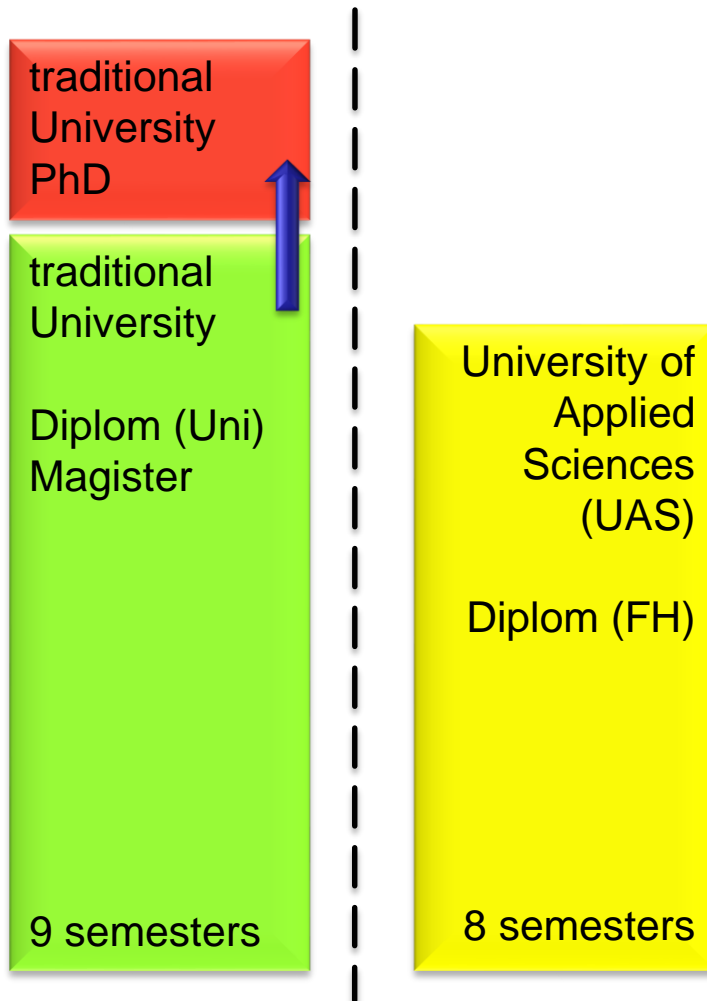 traditional
University
PhD
traditional
University
Diplom (Uni)
Magister
9 semesters
University of
Applied
Sciences
(UAS)
Diplom (FH)
8 semesters